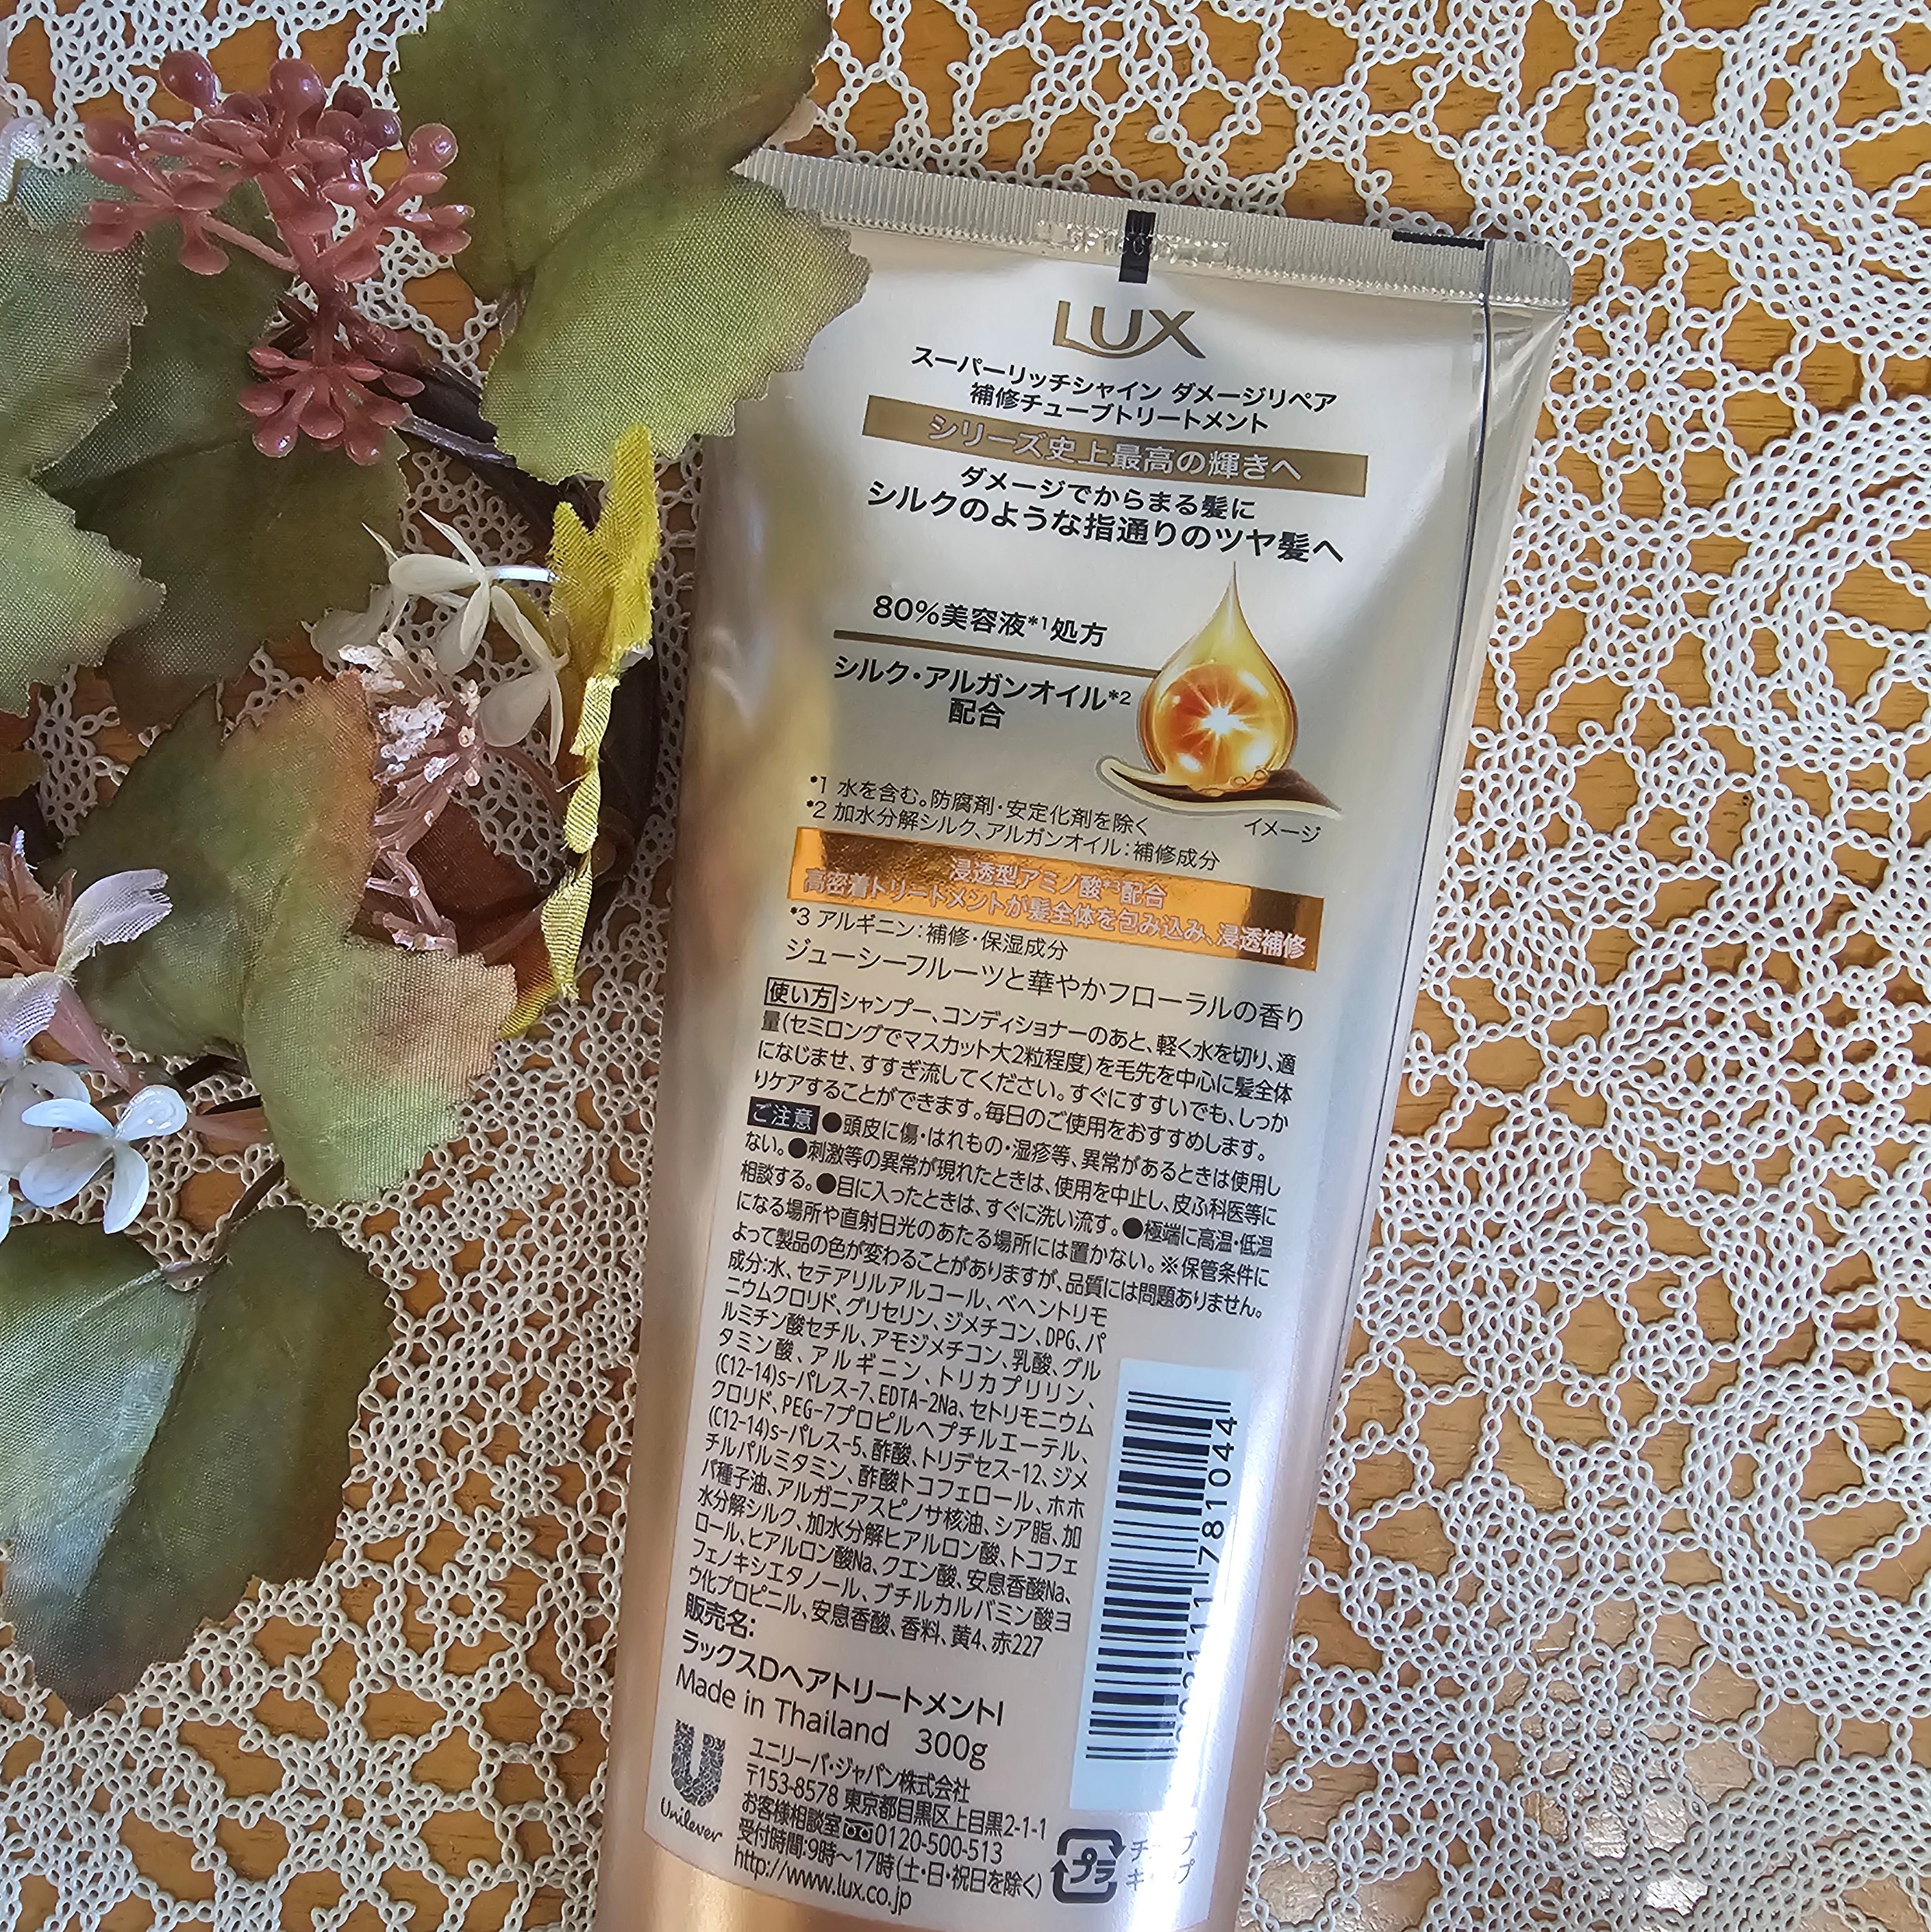 LUX
スーパーリッチシャイン ダメージリペア
補修チューブトリートメント
シリーズ史上最高の輝きへ
ダメージでからまる髪に
シルクのような指通りのツヤ髪へ
80%美容液*1処方
シルク・アルガンオイル*2
配合
*1 水を含む。防腐剤・安定化剤を除く
*2 加水分解シルク、アルガンオイル:補修成分
イメージ
浸透型アミノ酸*3配合
高密着トリートメントが髪全体を包み込み、浸透補修
*3 アルギニン:補修・保湿成分
ジューシーフルーツと華やかフローラルの香り
使い方 シャンプー、コンディショナーのあと、軽く水を切り、適
量(セミロングでマスカット大2粒程度)を毛先を中心に髪全体
になじませ、すすぎ流してください。すぐにすすいでも、しっか
りケアすることができます。毎日のご使用をおすすめします。
ご注意 ●頭皮に傷・はれもの・湿疹等、異常があるときは使用し
ない。●刺激等の異常が現れたときは、使用を中止し、皮ふ科医等に
相談する。●目に入ったときは、すぐに洗い流す。●極端に高温・低温
になる場所や直射日光のあたる場所には置かない。※保管条件に
よって製品の色が変わることがありますが、品質には問題ありません。
成分:水、セテアリルアルコール、ベヘントリモ
ニウムクロリド、グリセリン、ジメチコン、DPG、パ
ルミチン酸セチル、アモジメチコン、乳酸、グル
タミン酸、アルギニン、トリカプリリン、
(C12-14)s-パレス-7、EDTA-2Na、セトリモニウム
クロリド、PEG-7プロピルヘプチルエーテル、
(C12-14)s-パレス-5、酢酸、トリデセス-12、ジメ
チルパルミタミン、酢酸トコフェロール、ホホ
バ種子油、アルガニアスピノサ核油、シア脂、加
水分解シルク、加水分解ヒアルロン酸、トコフェ
ロール、ヒアルロン酸Na、クエン酸、安息香酸Na、
フェノキシエタノール、ブチルカルバミン酸ヨ
ウ化プロピニル、安息香酸、香料、黄4、赤227
販売名:
ラックスDヘアトリートメントI
Made in Thailand 300g
Unilever
ユニリーバ・ジャパン株式会社
〒153-8578 東京都目黒区上目黒2-1-1
お客様相談室 0120-500-513
受付時間:9時～17時(土・日・祝日を除く)
http://www.lux.co.jp
プラ
チューブ
キャップ